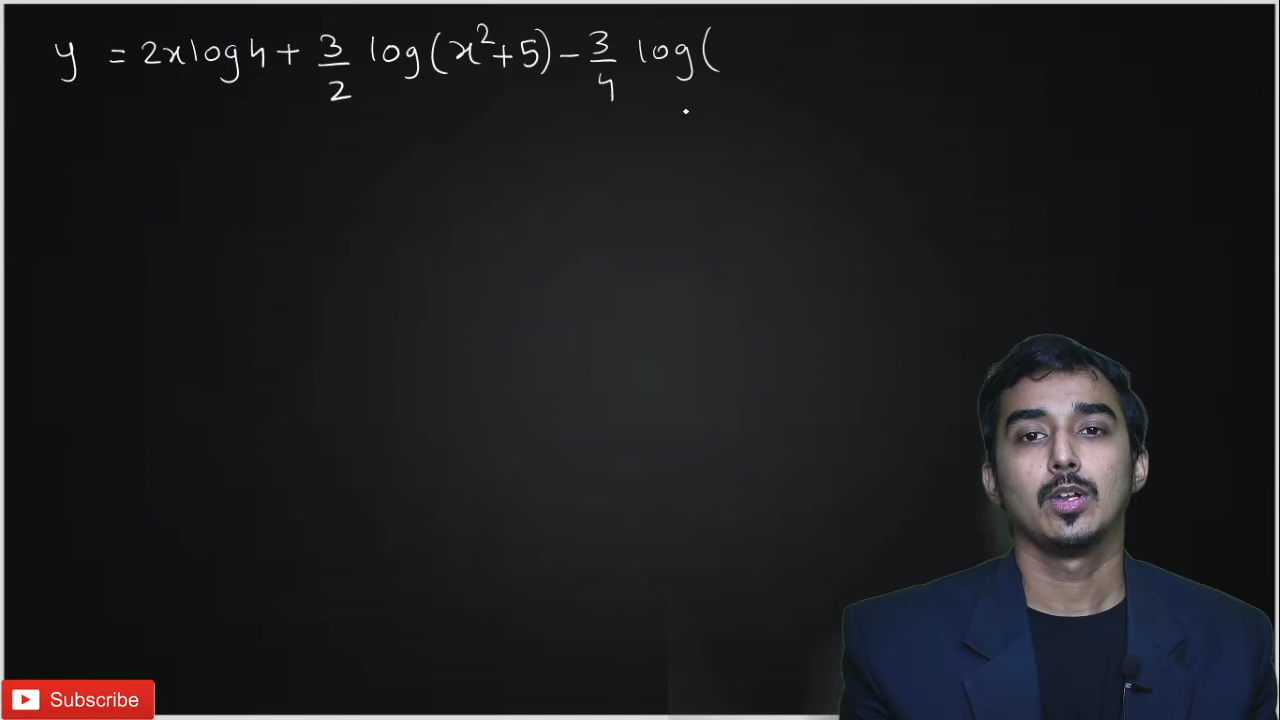 y = 2x log 4 + 3/2 log(x²+5) – 3/4 log(
Subscribe